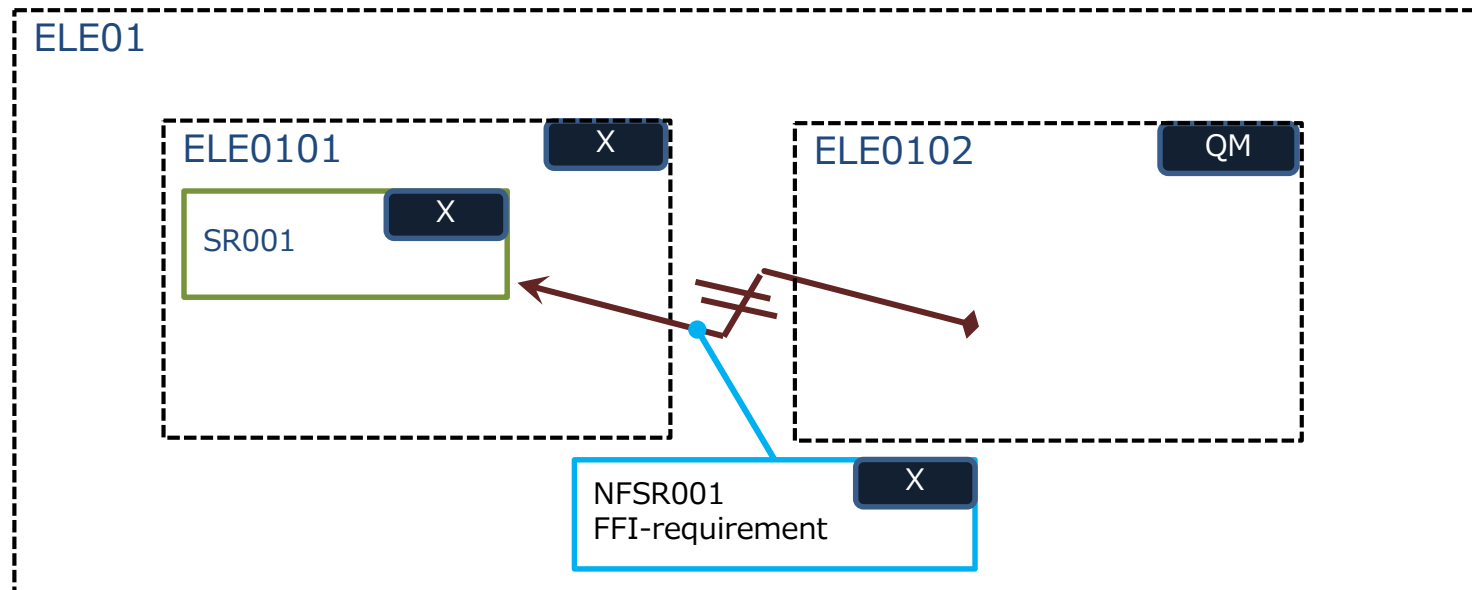 ELE01
ELE0101
X
ELE0102
QM
SR001
X
NFSR001
FFI-requirement
X